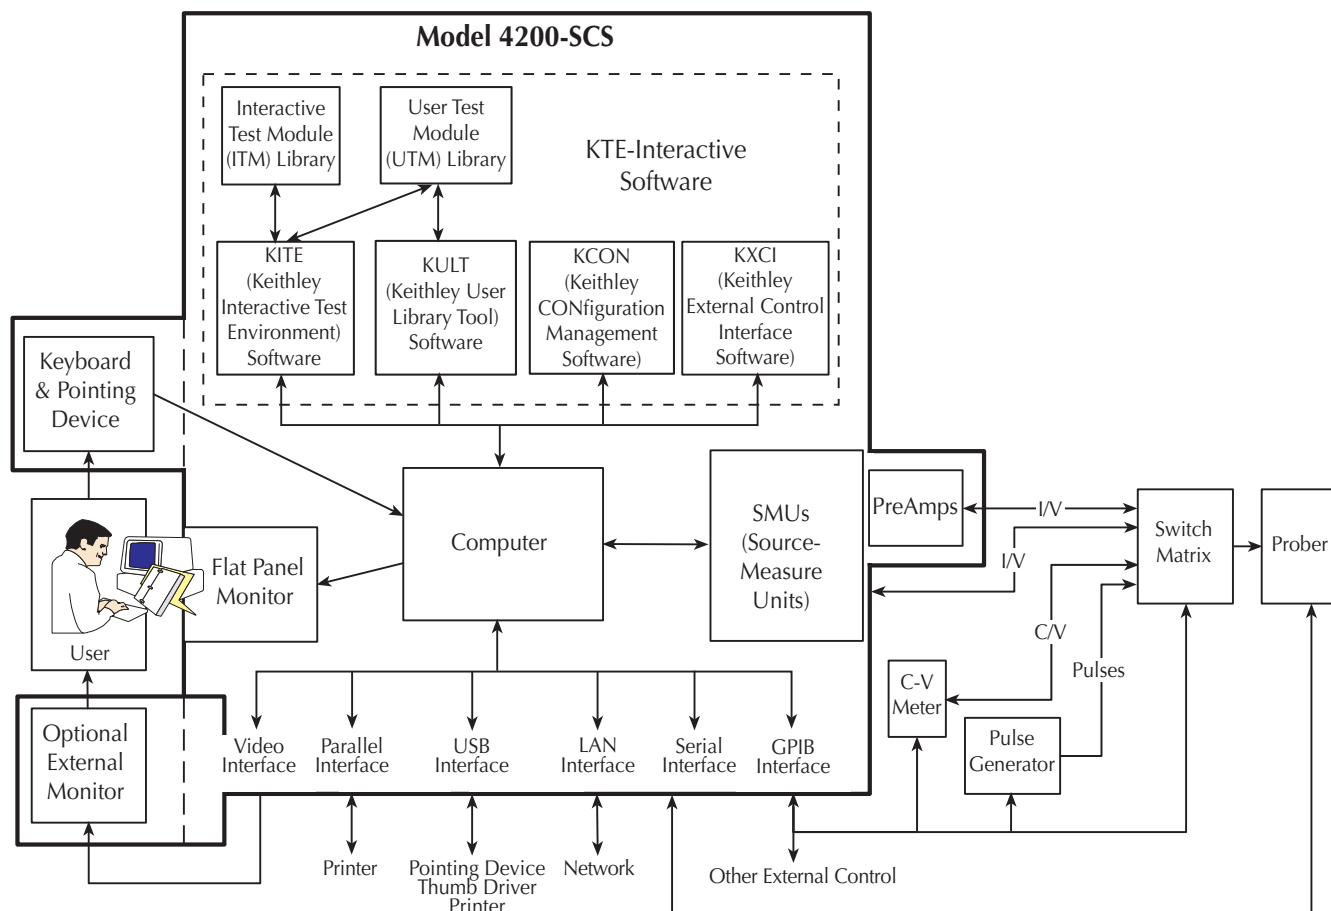 Model 4200-SCS
Interactive
Test Module
(ITM) Library
User Test
Module
(UTM) Library
KTE-Interactive
Software
KITE
(Keithley
Interactive Test
Environment)
Software
KULT
(Keithley User
Library Tool)
Software
KCON
(Keithley
CONfiguration
Management
Software)
KXCI
(Keithley
External Control
Interface
Software)
Keyboard
& Pointing
Device
Computer
SMUs
(Source-
Measure
Units)
PreAmps
I/V
I/V
Switch
Matrix
Prober
Flat Panel
Monitor
User
C/V
Pulses
C-V
Meter
Pulse
Generator
Optional
External
Monitor
Video
Interface
Parallel
Interface
USB
Interface
LAN
Interface
Serial
Interface
GPIB
Interface
Printer
Pointing Device
Thumb Driver
Printer
Network
Other External Control